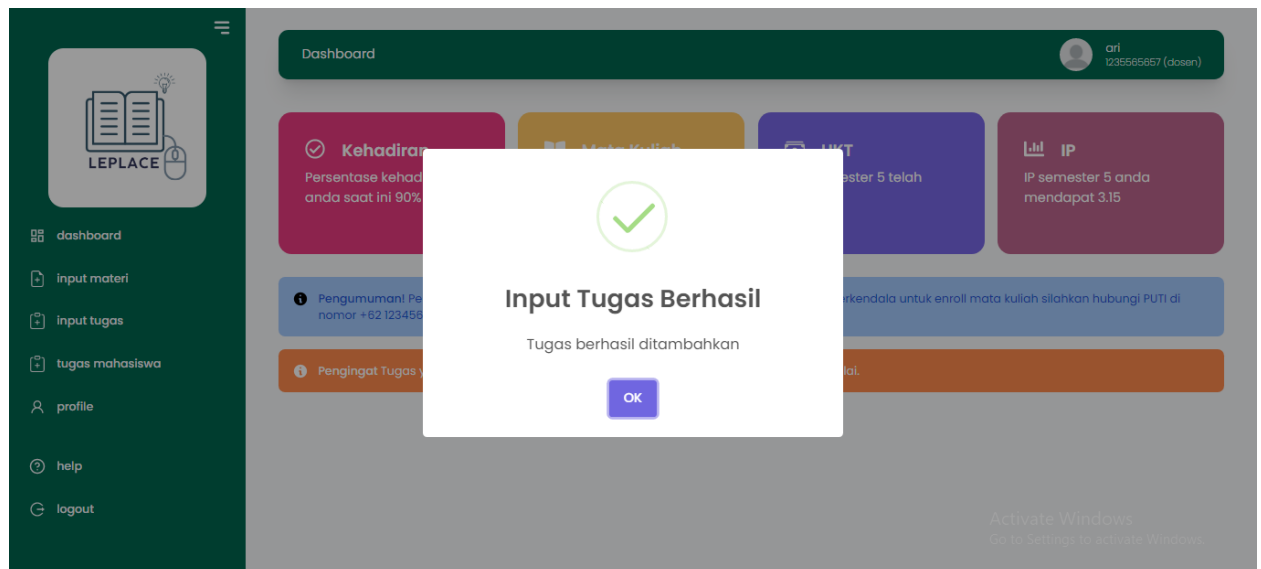 LEPLACE
dashboard
input materi
input tugas
tugas mahasiswa
profile
help
logout
Dashboard
ari
1235565657 (dosen)
Kehadiran
Persentase kehad
anda saat ini 90%
Mata Kuliah
UKT
ester 5 telah
IP
IP semester 5 anda
mendapat 3.15
Pengumuman! Pe
rkendala untuk enroll mata kuliah silahkan hubungi PUTI di
nomor +62 123456
Pengingat Tugas y
lai.
Input Tugas Berhasil
Tugas berhasil ditambahkan
OK
Activate Windows
Go to Settings to activate Windows.